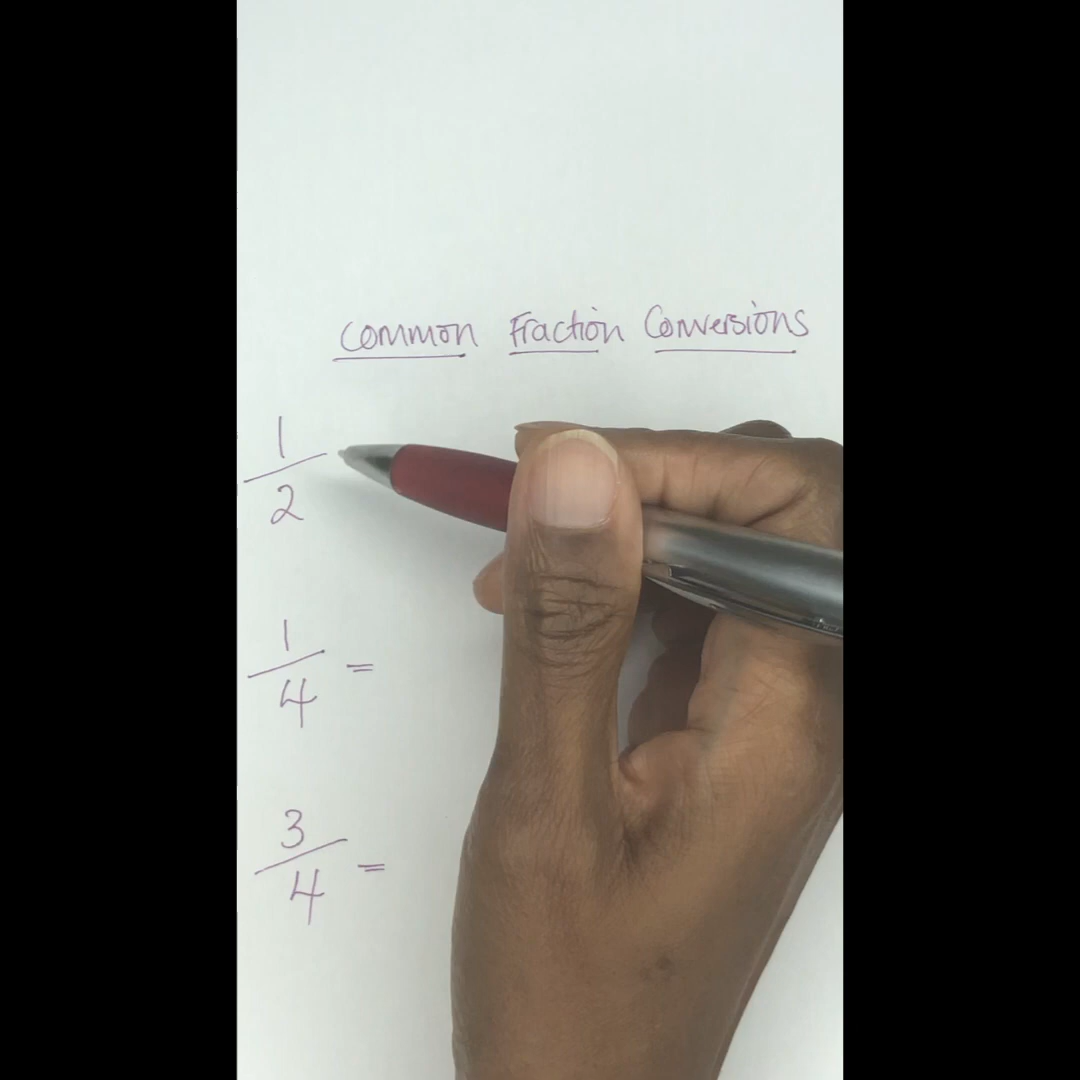 Common Fraction Conversions
1/2
1/4 =
3/4 =